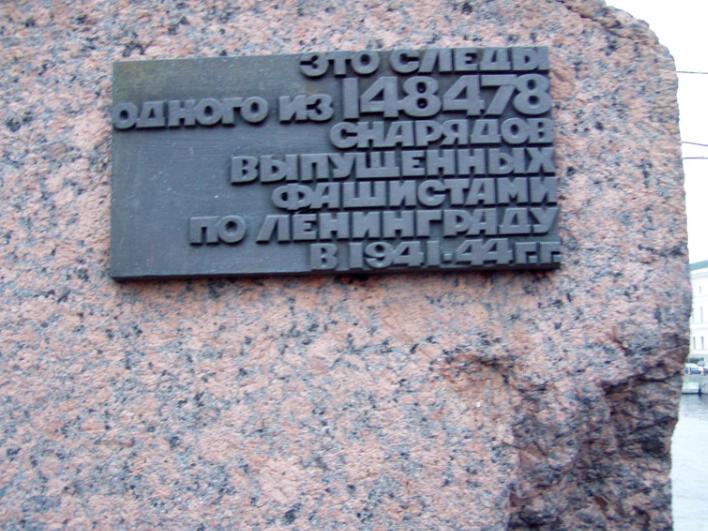 ЭТО СЛЕДЫ
ОДНОГО ИЗ 148478
СНАРЯДОВ
ВЫПУЩЕННЫХ
ФАШИСТАМИ
ПО ЛЕНИНГРАДУ
В 1941-44 Г.Г.